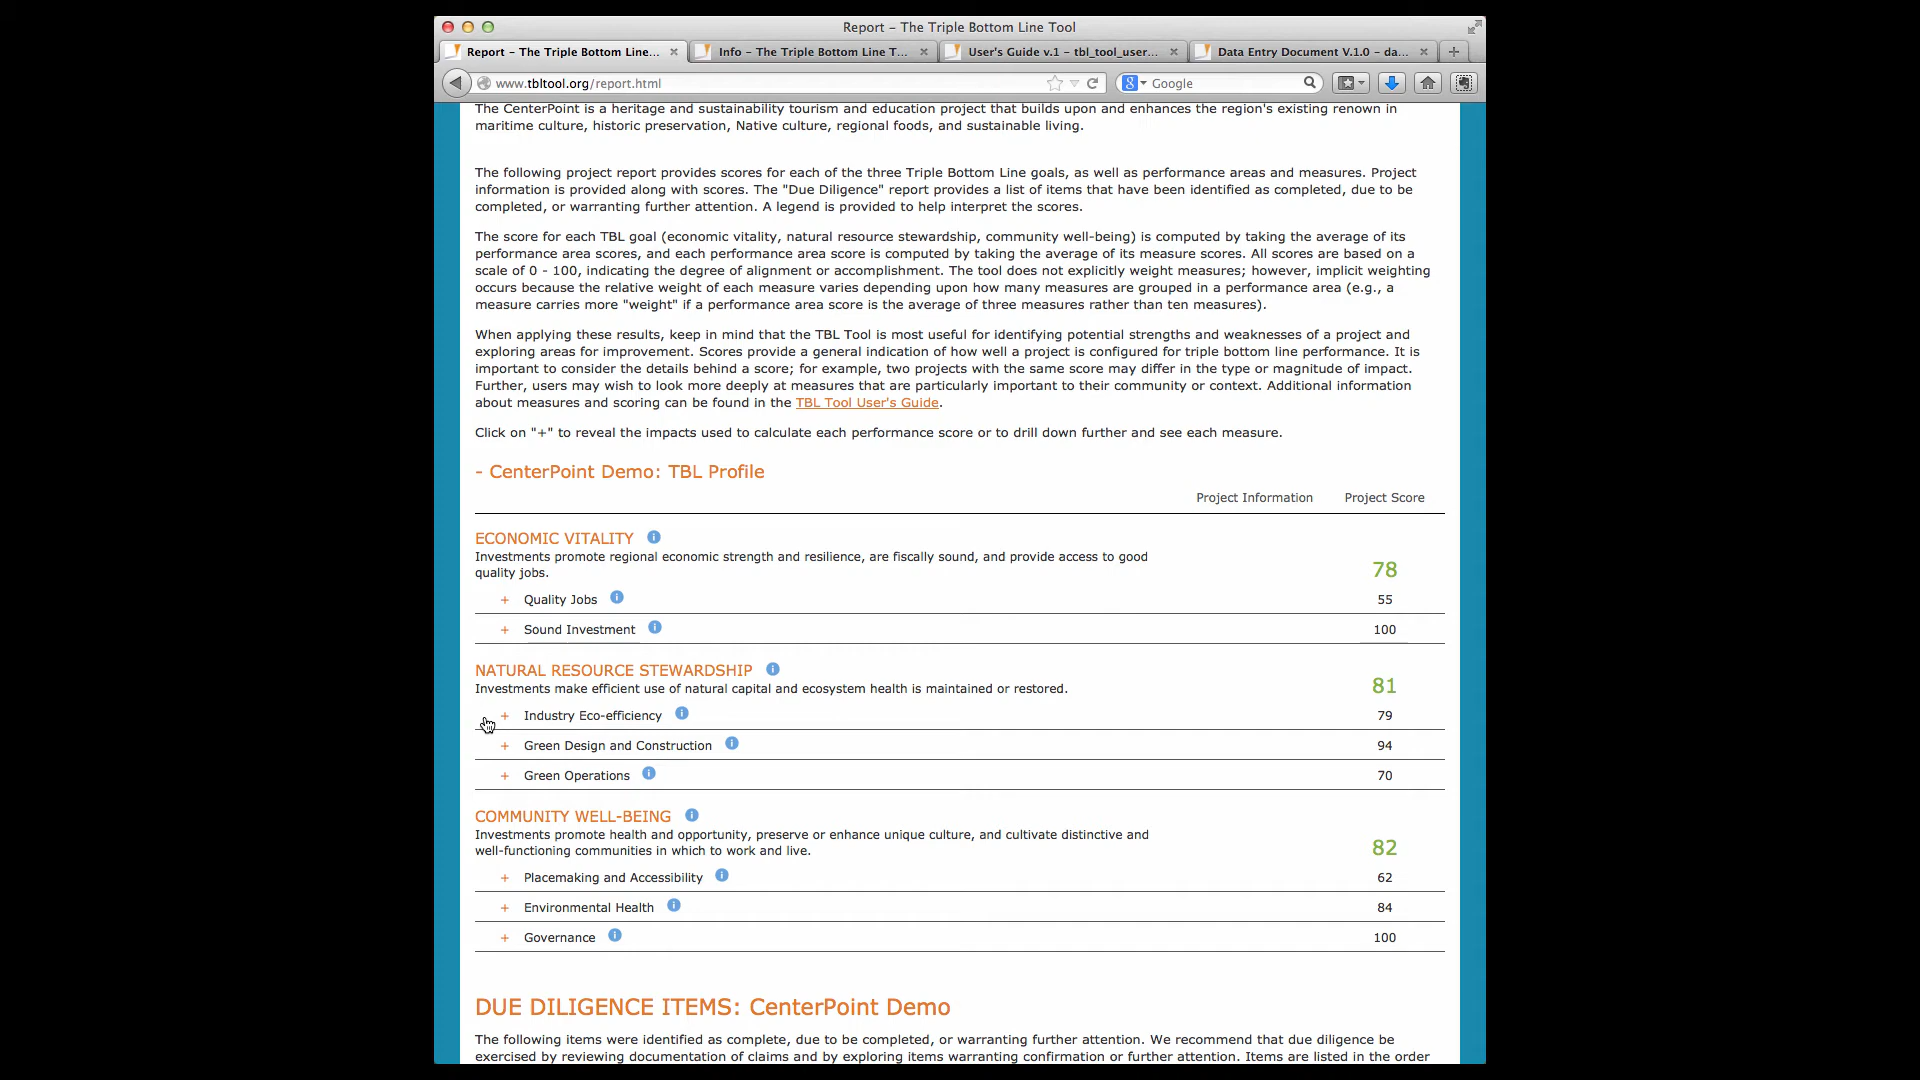 Report – The Triple Bottom Line Tool
Report – The Triple Bottom Line...
Info – The Triple Bottom Line T...
User's Guide v.1 – tbl_tool_user...
Data Entry Document V.1.0 – da...
www.tbltool.org/report.html
Google
The CenterPoint is a heritage and sustainability tourism and education project that builds upon and enhances the region's existing renown in
maritime culture, historic preservation, Native culture, regional foods, and sustainable living.
The following project report provides scores for each of the three Triple Bottom Line goals, as well as performance areas and measures. Project
information is provided along with scores. The "Due Diligence" report provides a list of items that have been identified as completed, due to be
completed, or warranting further attention. A legend is provided to help interpret the scores.
The score for each TBL goal (economic vitality, natural resource stewardship, community well-being) is computed by taking the average of its
performance area scores, and each performance area score is computed by taking the average of its measure scores. All scores are based on a
scale of 0 - 100, indicating the degree of alignment or accomplishment. The tool does not explicitly weight measures; however, implicit weighting
occurs because the relative weight of each measure varies depending upon how many measures are grouped in a performance area (e.g., a
measure carries more "weight" if a performance area score is the average of three measures rather than ten measures).
When applying these results, keep in mind that the TBL Tool is most useful for identifying potential strengths and weaknesses of a project and
exploring areas for improvement. Scores provide a general indication of how well a project is configured for triple bottom line performance. It is
important to consider the details behind a score; for example, two projects with the same score may differ in the type or magnitude of impact.
Further, users may wish to look more deeply at measures that are particularly important to their community or context. Additional information
about measures and scoring can be found in the TBL Tool User's Guide.
Click on "+" to reveal the impacts used to calculate each performance score or to drill down further and see each measure.
- CenterPoint Demo: TBL Profile
Project Information Project Score
ECONOMIC VITALITY
Investments promote regional economic strength and resilience, are fiscally sound, and provide access to good
quality jobs.
78
+ Quality Jobs 55
+ Sound Investment 100
NATURAL RESOURCE STEWARDSHIP
Investments make efficient use of natural capital and ecosystem health is maintained or restored.
81
+ Industry Eco-efficiency 79
+ Green Design and Construction 94
+ Green Operations 70
COMMUNITY WELL-BEING
Investments promote health and opportunity, preserve or enhance unique culture, and cultivate distinctive and
well-functioning communities in which to work and live.
82
+ Placemaking and Accessibility 62
+ Environmental Health 84
+ Governance 100
DUE DILIGENCE ITEMS: CenterPoint Demo
The following items were identified as complete, due to be completed, or warranting further attention. We recommend that due diligence be
exercised by reviewing documentation of claims and by exploring items warranting confirmation or further attention. Items are listed in the order